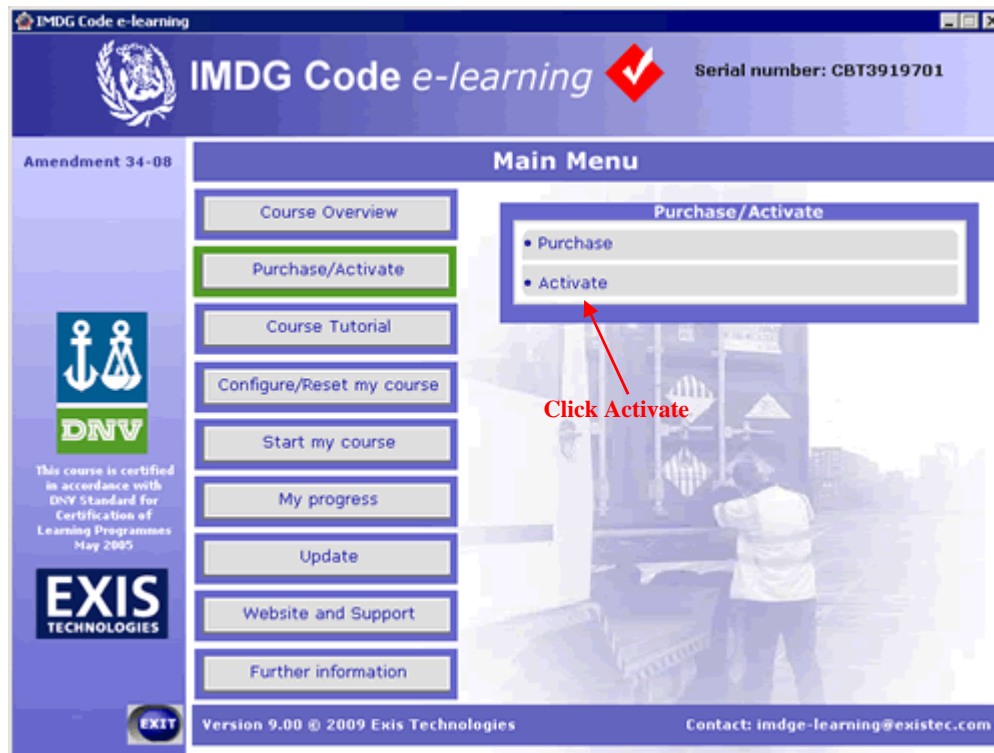 IMDG Code e-learning
IMDG Code e-learning
Serial number: CBT3919701
Amendment 34-08
Main Menu
Course Overview
Purchase/Activate
Course Tutorial
Configure/Reset my course
Start my course
My progress
Update
Website and Support
Further information
Purchase/Activate
• Purchase
• Activate
Click Activate
DNV
This course is certified
in accordance with
DNV Standard for
Certification of
Learning Programmes
May 2005
EXIS
TECHNOLOGIES
EXIT
Version 9.00 © 2009 Exis Technologies
Contact: imdge-learning@existec.com